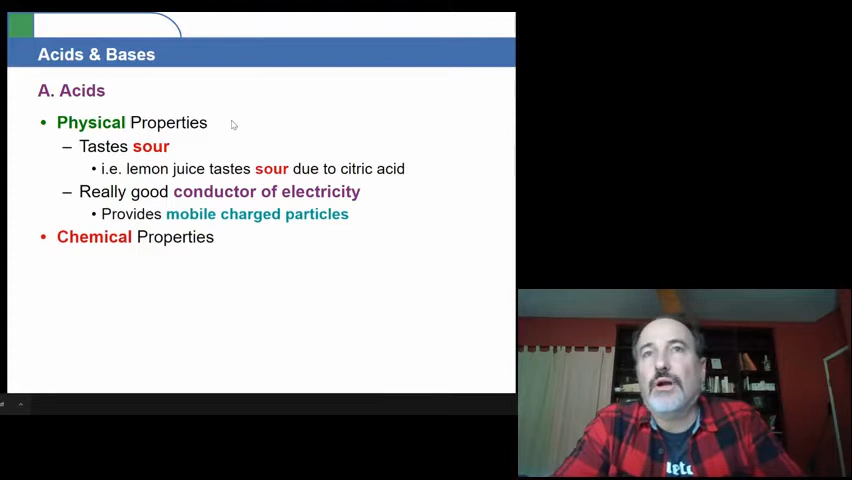 Acids & Bases
A. Acids
• Physical Properties
– Tastes sour
• i.e. lemon juice tastes sour due to citric acid
– Really good conductor of electricity
• Provides mobile charged particles
• Chemical Properties